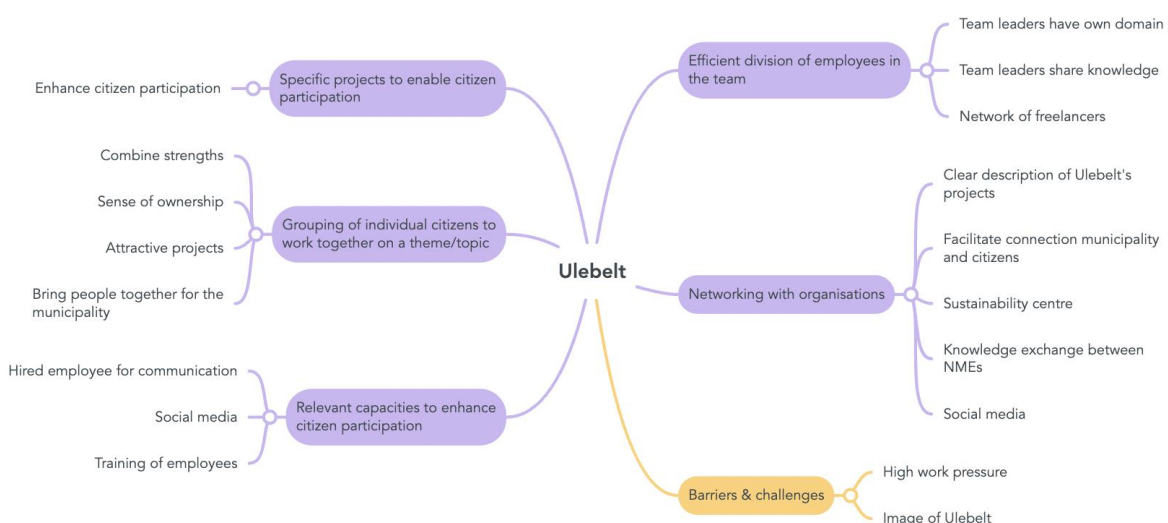 Enhance citizen participation
Specific projects to enable citizen
participation
Combine strengths
Sense of ownership
Attractive projects
Bring people together for the
municipality
Grouping of individual citizens to
work together on a theme/topic
Hired employee for communication
Social media
Training of employees
Relevant capacities to enhance
citizen participation
Ulebelt
Efficient division of employees in
the team
Team leaders have own domain
Team leaders share knowledge
Network of freelancers
Networking with organisations
Clear description of Ulebelt's
projects
Facilitate connection municipality
and citizens
Sustainability centre
Knowledge exchange between
NMEs
Social media
Barriers & challenges
High work pressure
Image of Ulebelt